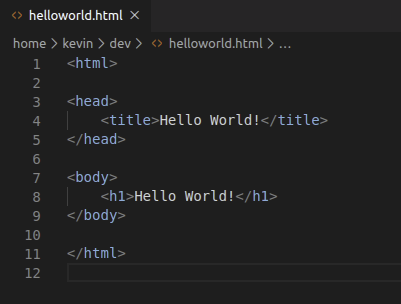 helloworld.html
home > kevin > dev > helloworld.html > ...
1 <html>
2
3 <head>
4     <title>Hello World!</title>
5 </head>
6
7 <body>
8     <h1>Hello World!</h1>
9 </body>
10
11 </html>
12